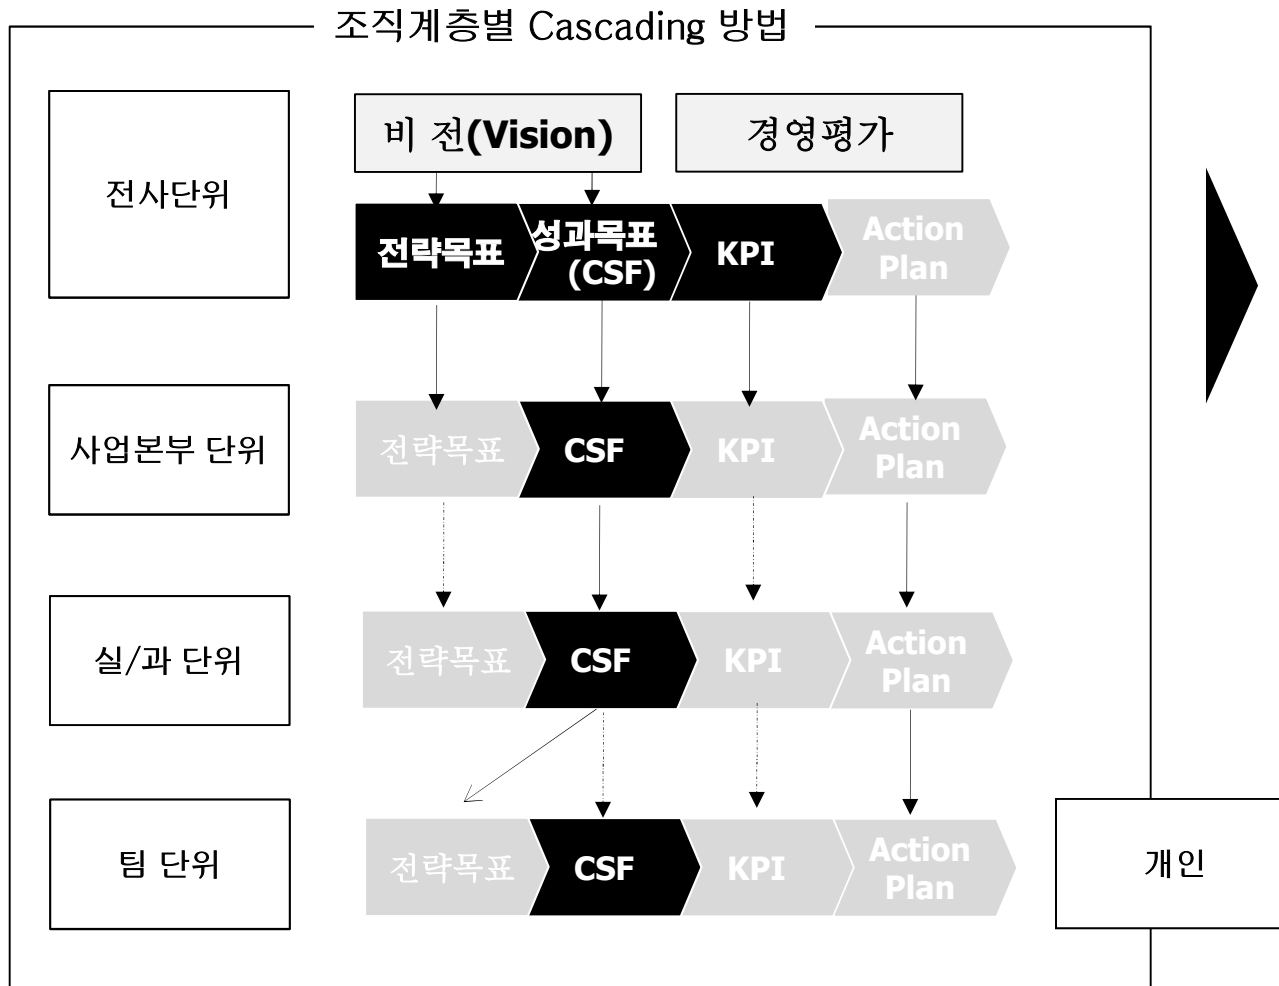 조직계층별 Cascading 방법
전사단위
비 전(Vision)
경영평가
전략목표
성과목표
(CSF)
KPI
Action
Plan
사업본부 단위
전략목표
CSF
KPI
Action
Plan
실/과 단위
전략목표
CSF
KPI
Action
Plan
팀 단위
전략목표
CSF
KPI
Action
Plan
개인